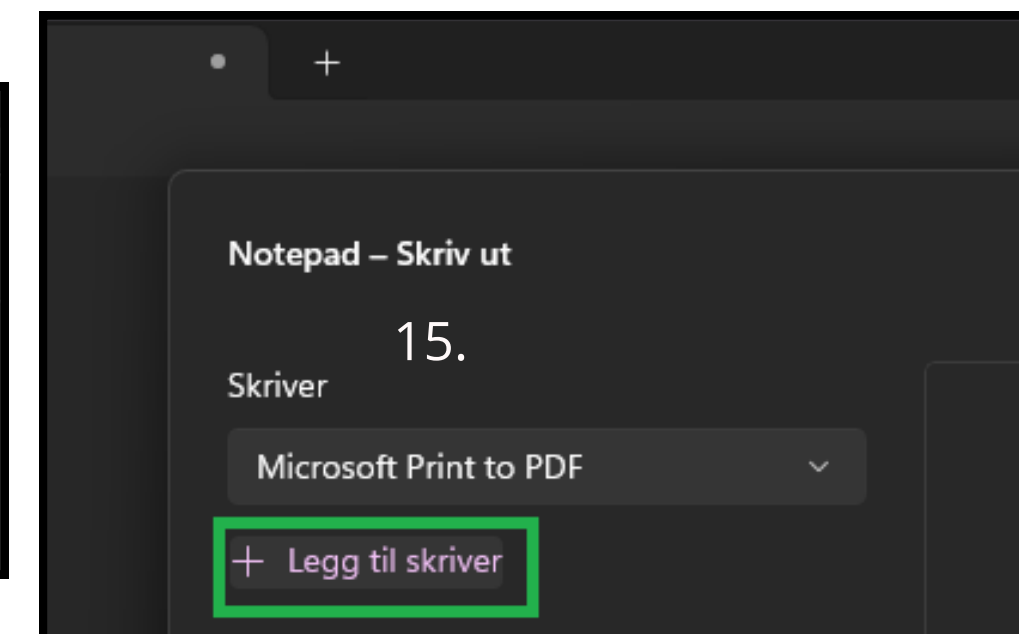 +
Notepad – Skriv ut
15.
Skriver
Microsoft Print to PDF
+ Legg til skriver